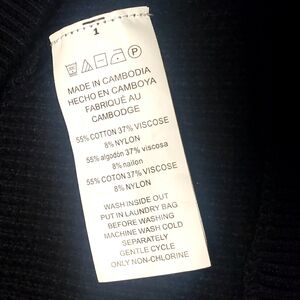 1
P
MADE IN CAMBODIA
HECHO EN CAMBOYA
FABRIQUÉ AU
CAMBODGE
55% COTTON 37% VISCOSE
8% NYLON
55% algodón 37% viscosa
8% nailon
55% COTON 37% VISCOSE
8% NYLON
WASH INSIDE OUT
PUT IN LAUNDRY BAG
BEFORE WASHING
MACHINE WASH COLD
SEPARATELY
GENTLE CYCLE
ONLY NON-CHLORINE